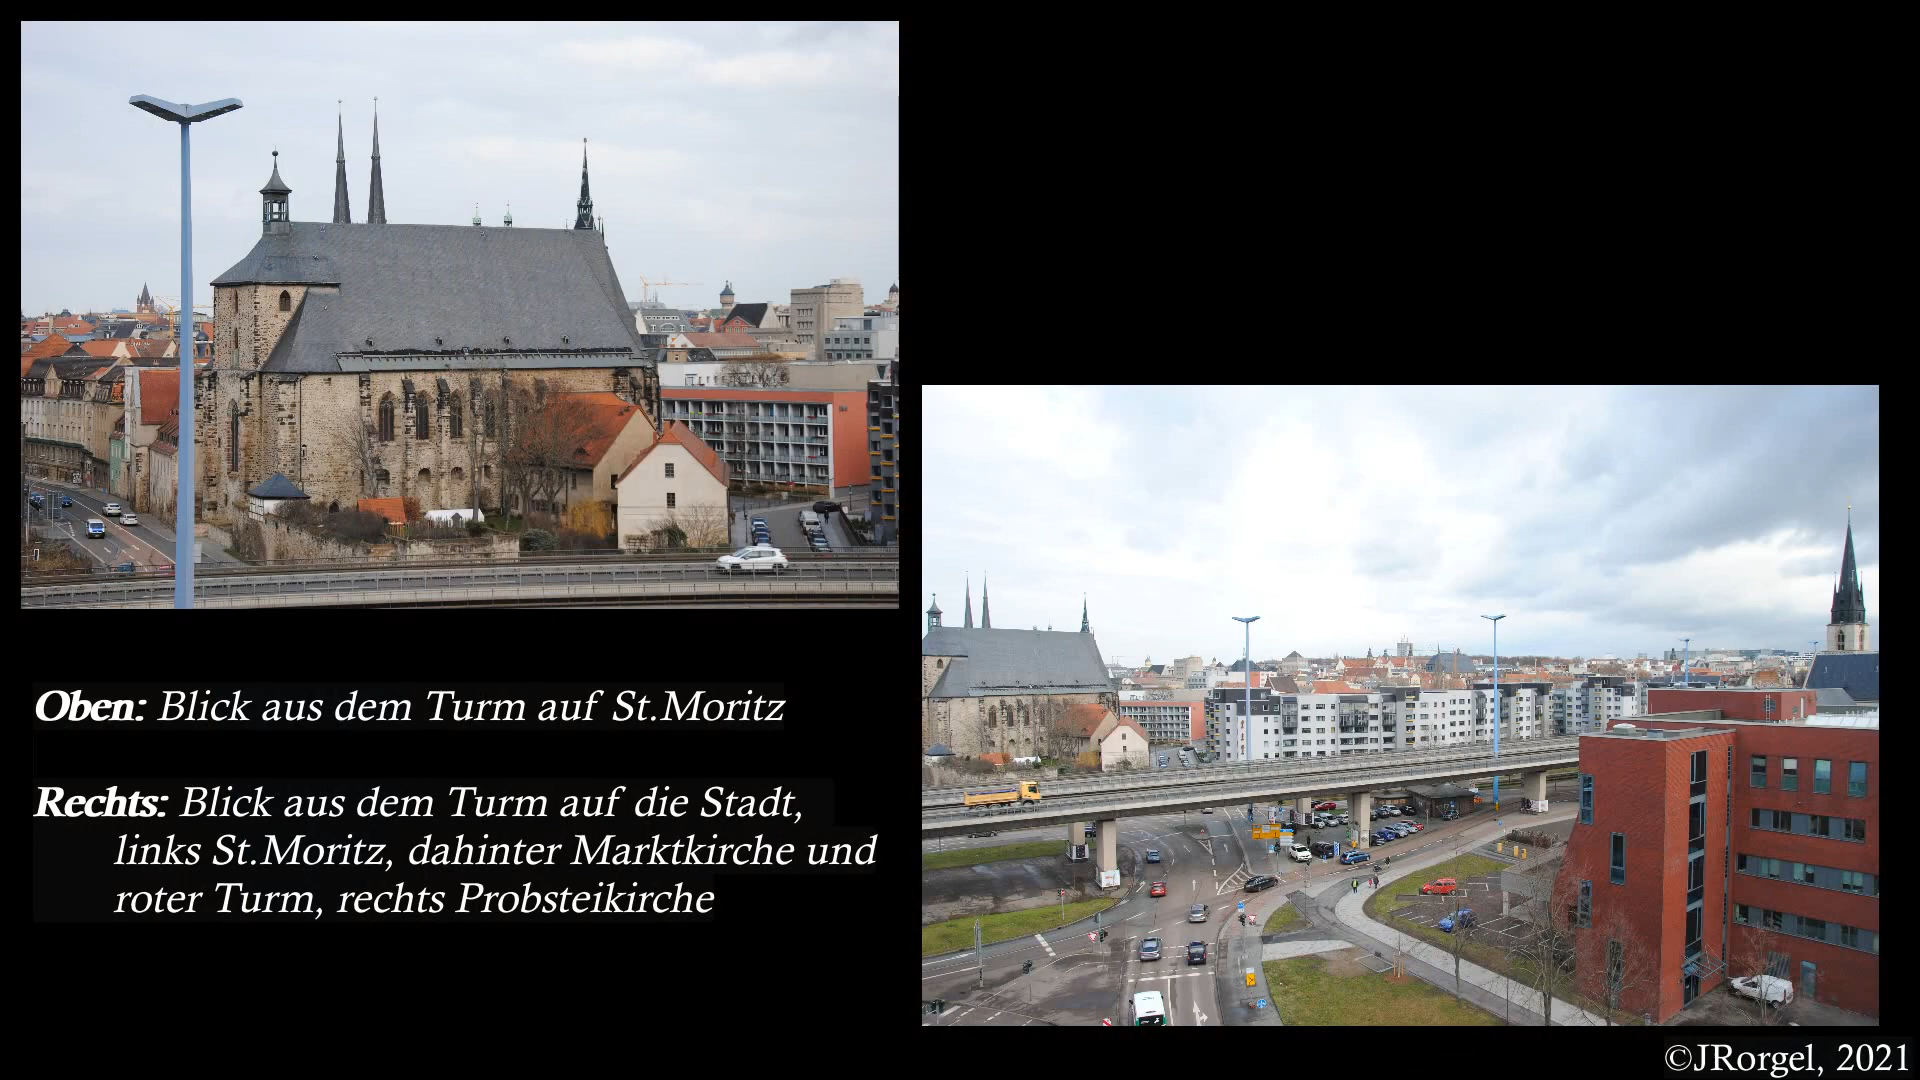 Oben: Blick aus dem Turm auf St.Moritz
Rechts: Blick aus dem Turm auf die Stadt,
links St.Moritz, dahinter Marktkirche und
roter Turm, rechts Probsteikirche
©JRorgel, 2021